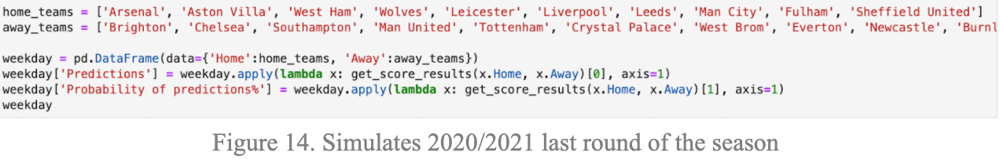 home_teams = ['Arsenal', 'Aston Villa', 'West Ham', 'Wolves', 'Leicester', 'Liverpool', 'Leeds', 'Man City', 'Fulham', 'Sheffield United']
away_teams = ['Brighton', 'Chelsea', 'Southampton', 'Man United', 'Tottenham', 'Crystal Palace', 'West Brom', 'Everton', 'Newcastle', 'Burnl
weekday = pd.DataFrame(data={'Home':home_teams, 'Away':away_teams})
weekday['Predictions'] = weekday.apply(lambda x: get_score_results(x.Home, x.Away)[0], axis=1)
weekday['Probability of predictions%'] = weekday.apply(lambda x: get_score_results(x.Home, x.Away)[1], axis=1)
weekday
Figure 14. Simulates 2020/2021 last round of the season